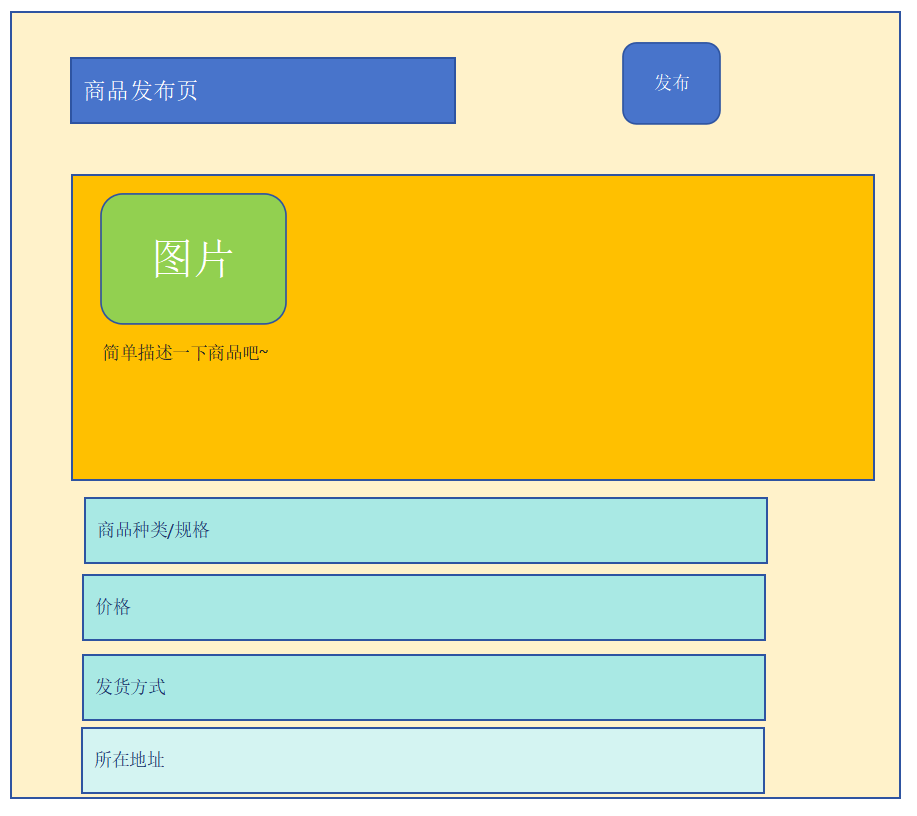 商品发布页
发布
图片
简单描述一下商品吧~
商品种类/规格
价格
发货方式
所在地址